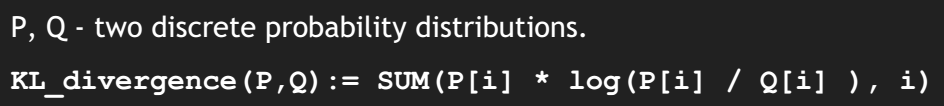 P, Q - two discrete probability distributions.
KL_divergence(P,Q):= SUM(P[i] * log(P[i] / Q[i] ), i)